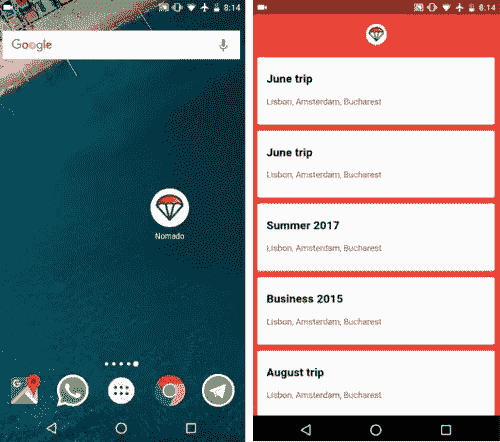 8:14
Google
Nomado
8:14
June trip
Lisbon, Amsterdam, Bucharest
June trip
Lisbon, Amsterdam, Bucharest
Summer 2017
Lisbon, Amsterdam, Bucharest
Business 2015
Lisbon, Amsterdam, Bucharest
August trip
Lisbon, Amsterdam, Bucharest